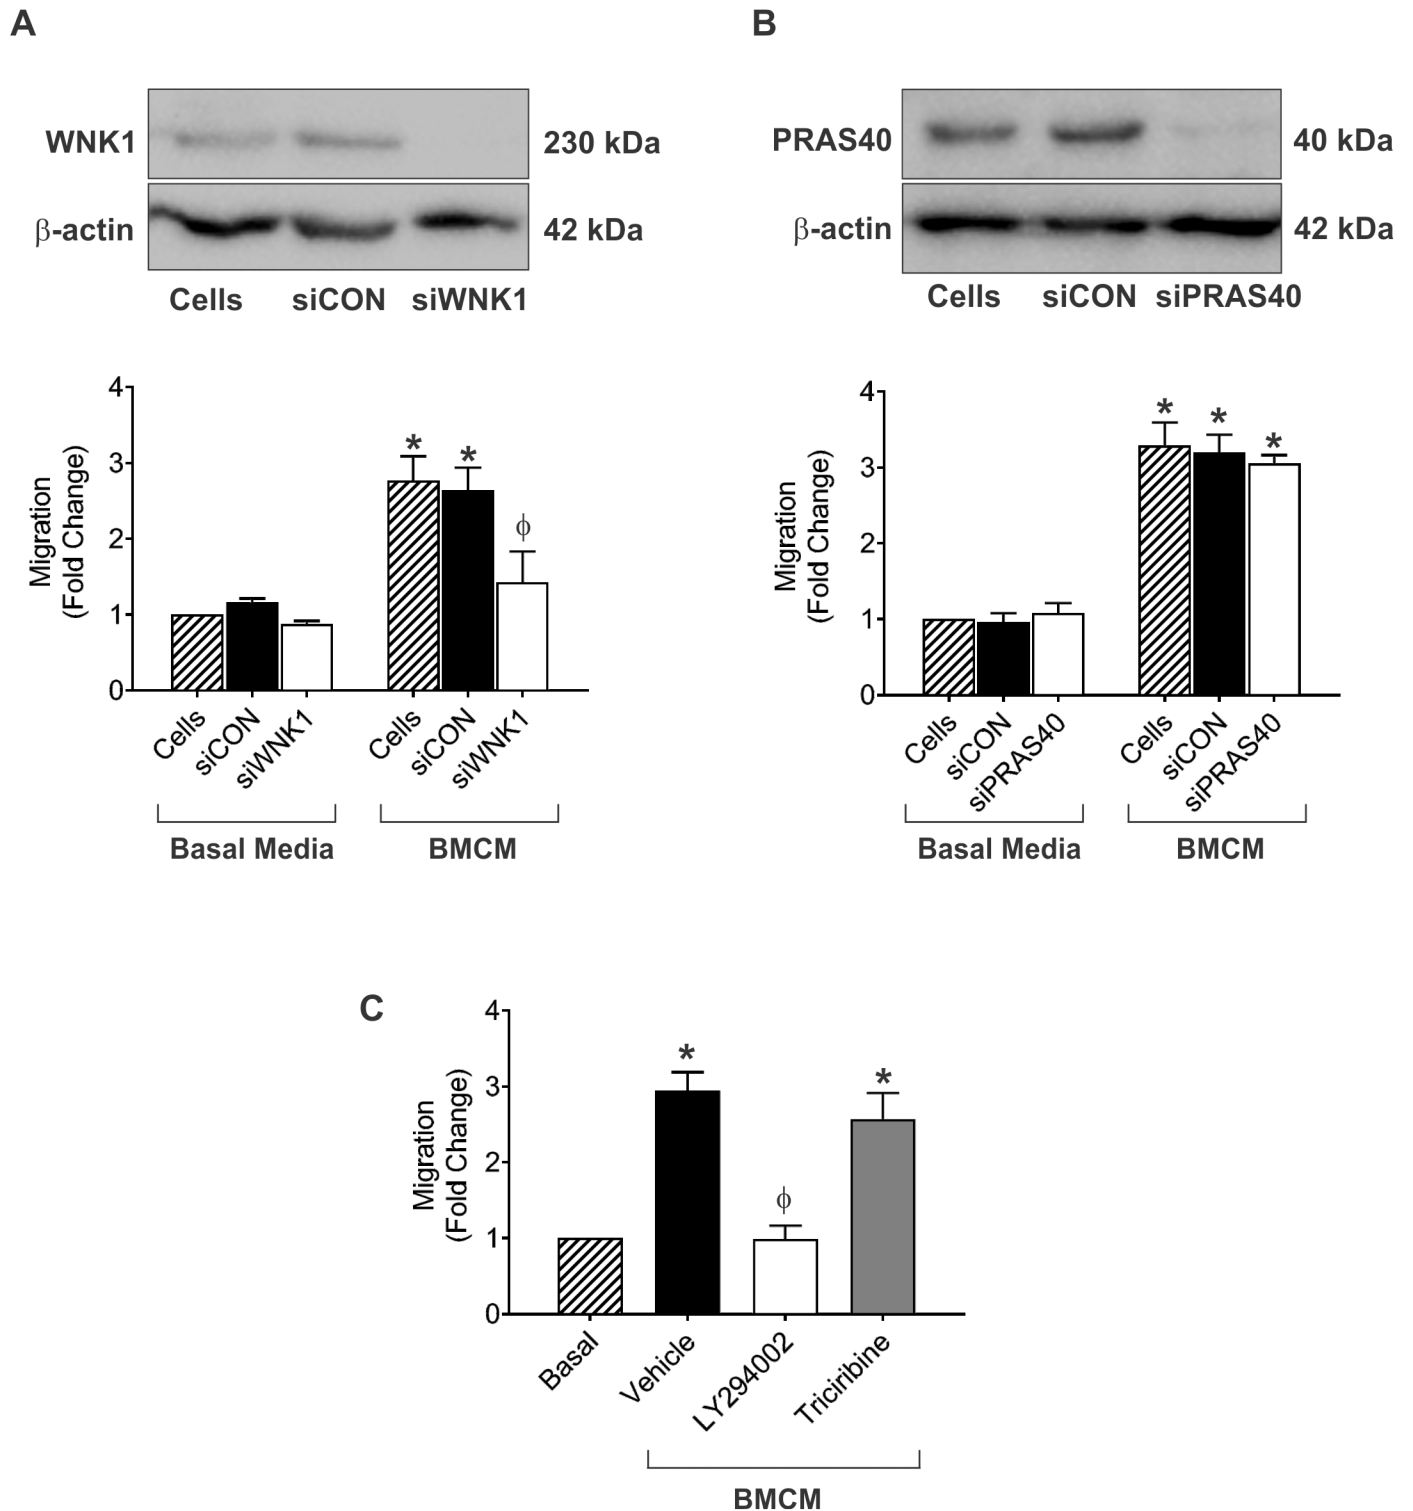 A
WNK1
230 kDa
β-actin
42 kDa
Cells siCON siWNK1
Migration
(Fold Change)
4
3
2
1
0
*
*
ϕ
Cells
siCON
siWNK1
Cells
siCON
siWNK1
Basal Media
BMCM
B
PRAS40
40 kDa
β-actin
42 kDa
Cells siCON siPRAS40
Migration
(Fold Change)
4
3
2
1
0
*
*
*
Cells
siCON
siPRAS40
Cells
siCON
siPRAS40
Basal Media
BMCM
C
Migration
(Fold Change)
4
3
2
1
0
*
ϕ
*
Basal
Vehicle
LY294002
Triciribine
BMCM